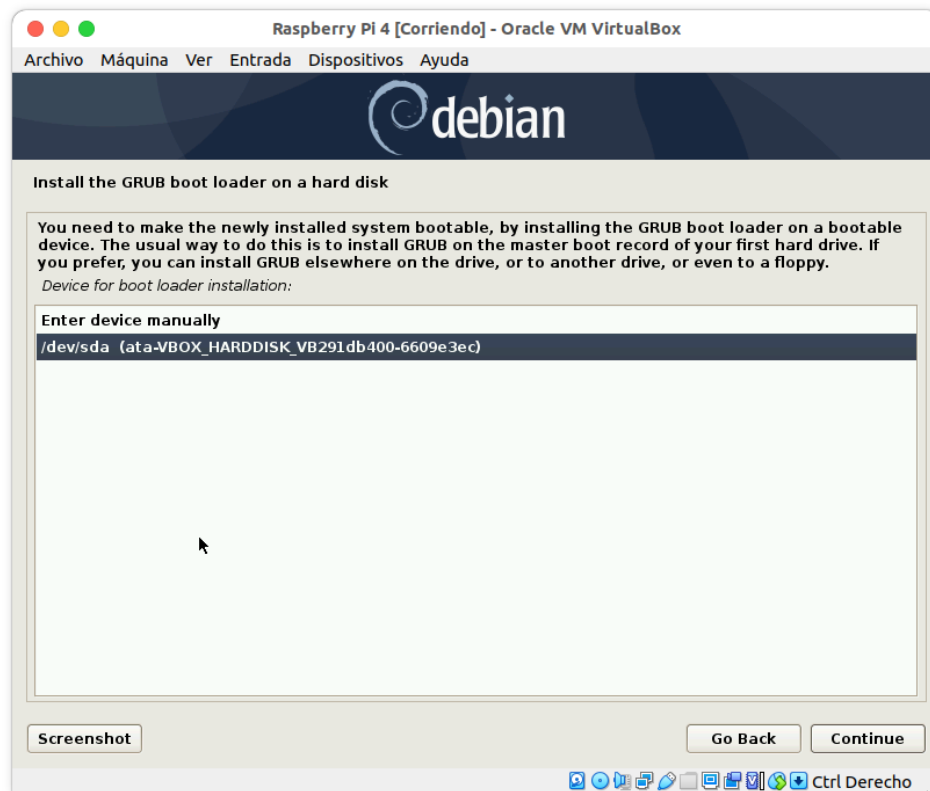 Raspberry Pi 4 [Corriendo] - Oracle VM VirtualBox
Archivo Máquina Ver Entrada Dispositivos Ayuda
debian
Install the GRUB boot loader on a hard disk
You need to make the newly installed system bootable, by installing the GRUB boot loader on a bootable
device. The usual way to do this is to install GRUB on the master boot record of your first hard drive. If
you prefer, you can install GRUB elsewhere on the drive, or to another drive, or even to a floppy.
Device for boot loader installation:
Enter device manually
/dev/sda (ata-VBOX_HARDDISK_VB291db400-6609e3ec)
Screenshot Go Back Continue
Ctrl Derecho